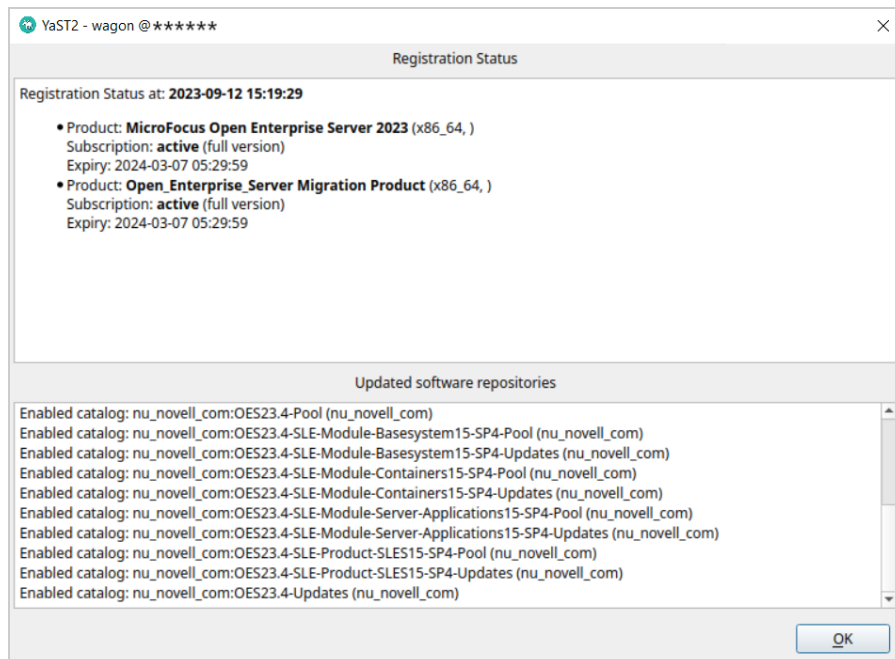 YaST2 - wagon @******
Registration Status
Registration Status at: 2023-09-12 15:19:29
• Product: MicroFocus Open Enterprise Server 2023 (x86_64, )
Subscription: active (full version)
Expiry: 2024-03-07 05:29:59
• Product: Open_Enterprise_Server Migration Product (x86_64, )
Subscription: active (full version)
Expiry: 2024-03-07 05:29:59
Updated software repositories
Enabled catalog: nu_novell_com:OES23.4-Pool (nu_novell_com)
Enabled catalog: nu_novell_com:OES23.4-SLE-Module-Basesystem15-SP4-Pool (nu_novell_com)
Enabled catalog: nu_novell_com:OES23.4-SLE-Module-Basesystem15-SP4-Updates (nu_novell_com)
Enabled catalog: nu_novell_com:OES23.4-SLE-Module-Containers15-SP4-Pool (nu_novell_com)
Enabled catalog: nu_novell_com:OES23.4-SLE-Module-Containers15-SP4-Updates (nu_novell_com)
Enabled catalog: nu_novell_com:OES23.4-SLE-Module-Server-Applications15-SP4-Pool (nu_novell_com)
Enabled catalog: nu_novell_com:OES23.4-SLE-Module-Server-Applications15-SP4-Updates (nu_novell_com)
Enabled catalog: nu_novell_com:OES23.4-SLE-Product-SLES15-SP4-Pool (nu_novell_com)
Enabled catalog: nu_novell_com:OES23.4-SLE-Product-SLES15-SP4-Updates (nu_novell_com)
Enabled catalog: nu_novell_com:OES23.4-Updates (nu_novell_com)
OK